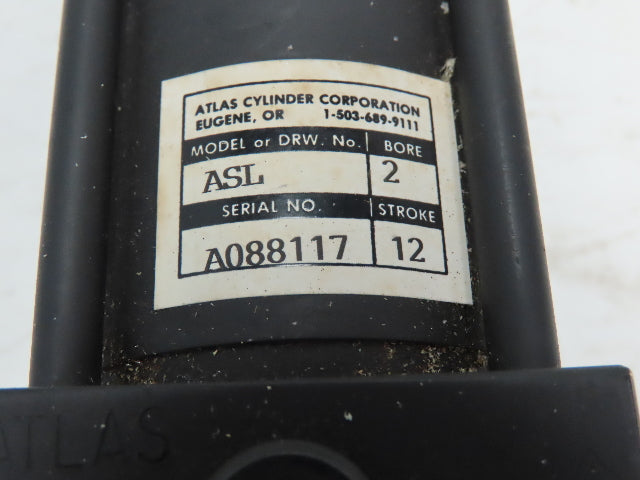 ATLAS CYLINDER CORPORATION
EUGENE, OR 1-503-689-9111
MODEL or DRW. No. BORE
ASL 2
SERIAL NO. STROKE
A088117 12
ATLAS